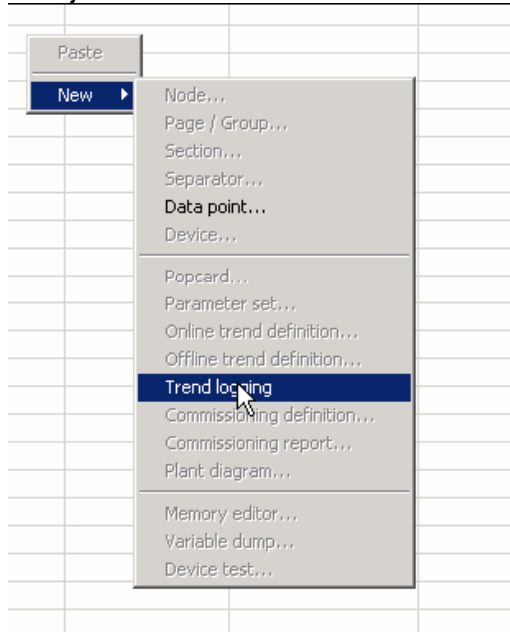 Paste
New
Node...
Page / Group...
Section...
Separator...
Data point...
Device...
Popcard...
Parameter set...
Online trend definition...
Offline trend definition...
Trend logging
Commissioning definition...
Commissioning report...
Plant diagram...
Memory editor...
Variable dump...
Device test...